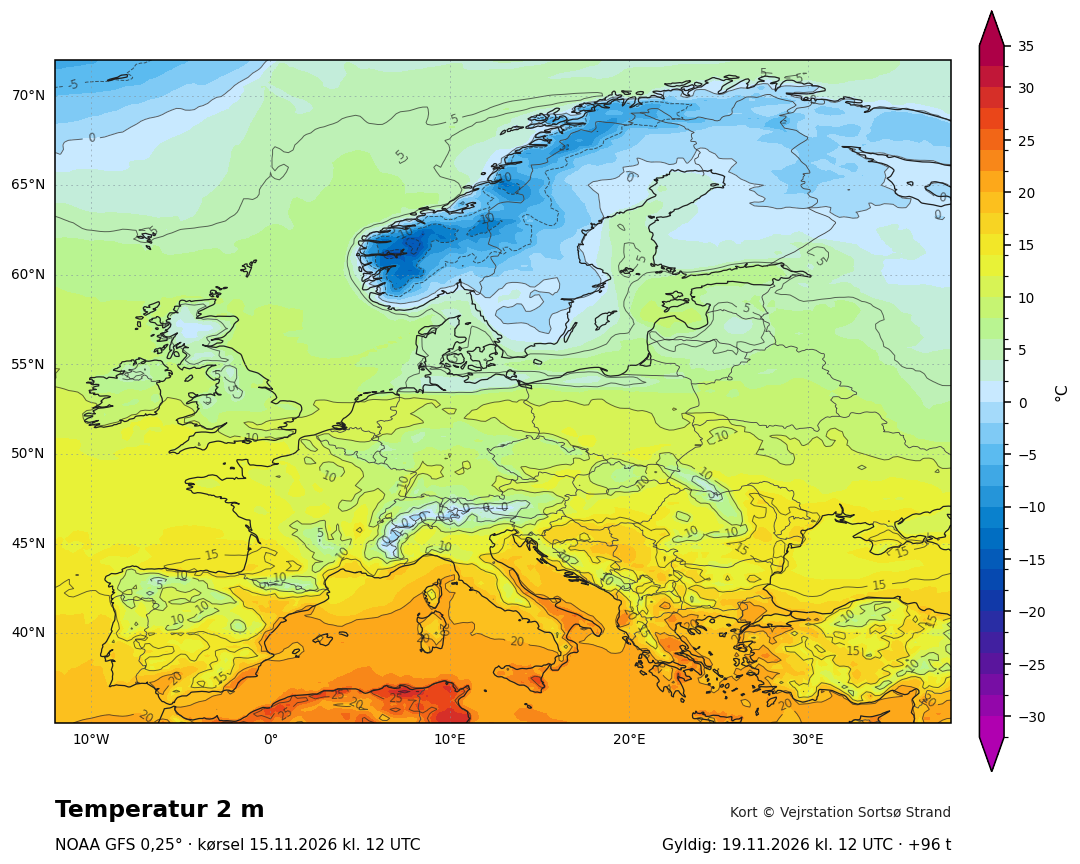 70°N
65°N
60°N
55°N
50°N
45°N
40°N
10°W
0°
10°E
20°E
30°E
35
30
25
20
15
10
5
0
−5
−10
−15
−20
−25
−30
°C
Temperatur 2 m
Kort © Vejrstation Sortsø Strand
NOAA GFS 0,25° · kørsel 15.11.2026 kl. 12 UTC
Gyldig: 19.11.2026 kl. 12 UTC · +96 t